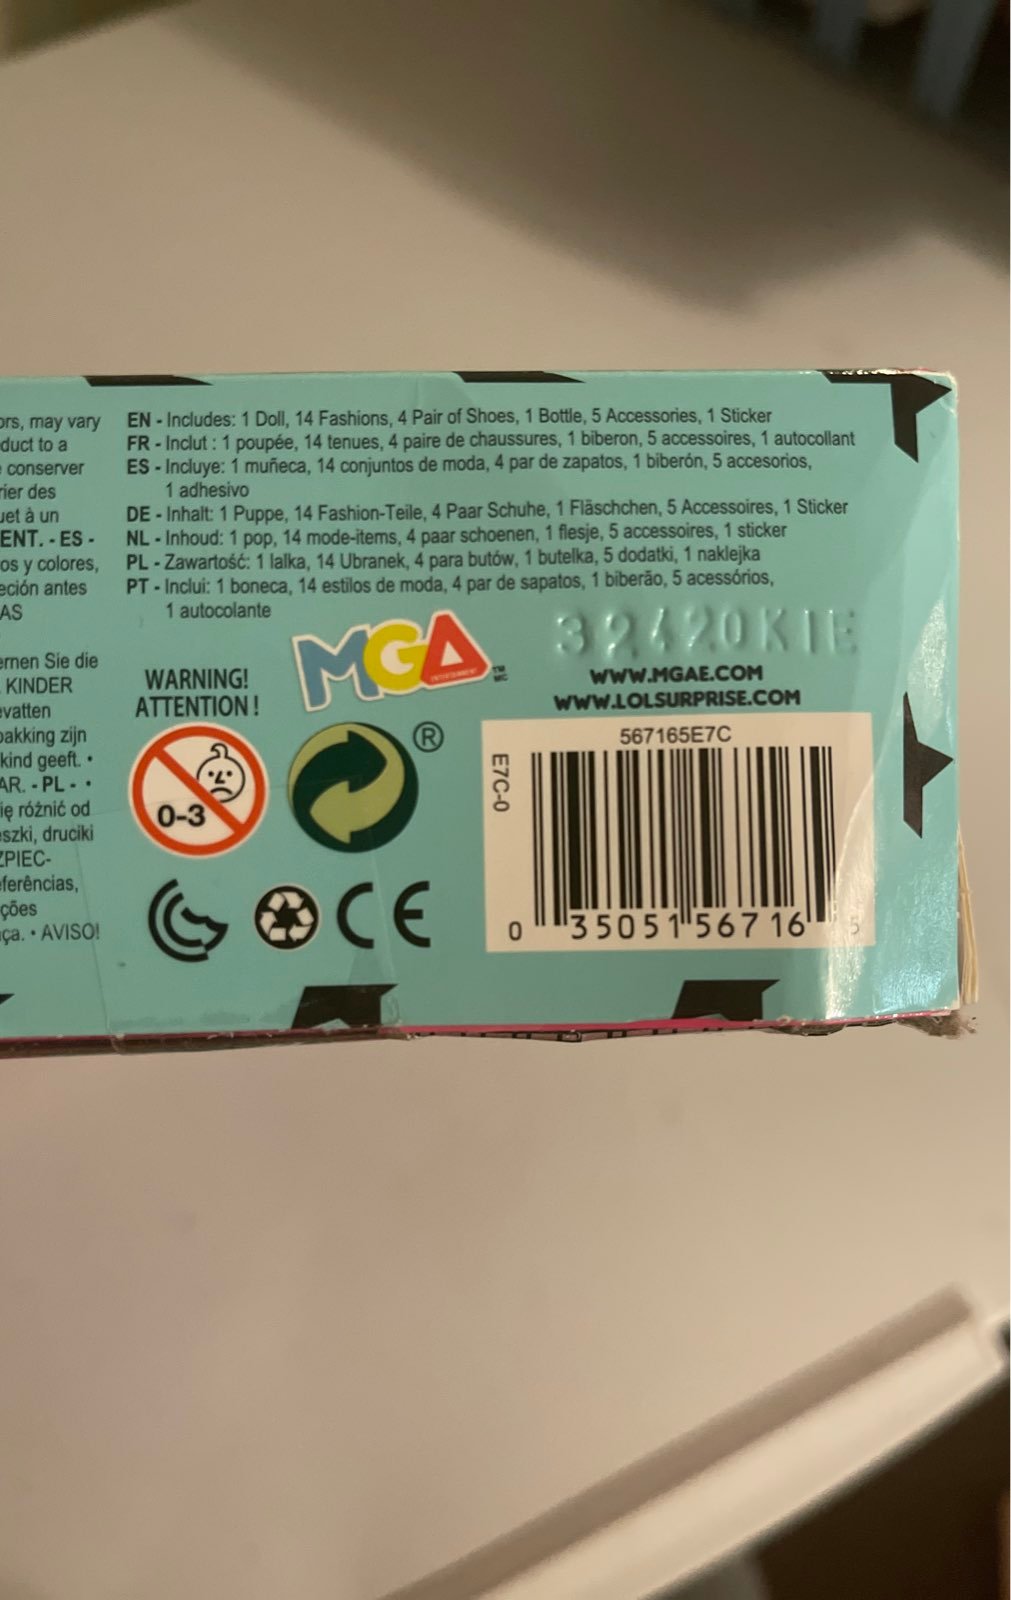 ors, may vary
duct to a
conserver
rier des
uet à un
ENT. - ES -
os y colores,
eción antes
AS
ernen Sie die
KINDER
evatten
pakking zijn
kind geeft. •
AR. - PL - •
ię różnić od
eszki, druciki
ZPIEC-
eferências,
ções
ça. • AVISO!
EN - Includes: 1 Doll, 14 Fashions, 4 Pair of Shoes, 1 Bottle, 5 Accessories, 1 Sticker
FR - Inclut : 1 poupée, 14 tenues, 4 paire de chaussures, 1 biberon, 5 accessoires, 1 autocollant
ES - Incluye: 1 muñeca, 14 conjuntos de moda, 4 par de zapatos, 1 biberón, 5 accesorios,
1 adhesivo
DE - Inhalt: 1 Puppe, 14 Fashion-Teile, 4 Paar Schuhe, 1 Fläschchen, 5 Accessoires, 1 Sticker
NL - Inhoud: 1 pop, 14 mode-items, 4 paar schoenen, 1 flesje, 5 accessoires, 1 sticker
PL - Zawartość: 1 lalka, 14 Ubranek, 4 para butów, 1 butelka, 5 dodatki, 1 naklejka
PT - Inclui: 1 boneca, 14 estilos de moda, 4 par de sapatos, 1 biberão, 5 acessórios,
1 autocolante
WARNING!
ATTENTION!
0-3
MGA
ENTERTAINMENT
TM
MC
®
CE
32420KIE
WWW.MGAE.COM
WWW.LOLSURPRISE.COM
567165E7C
E7C-0
0 35051 56716 5